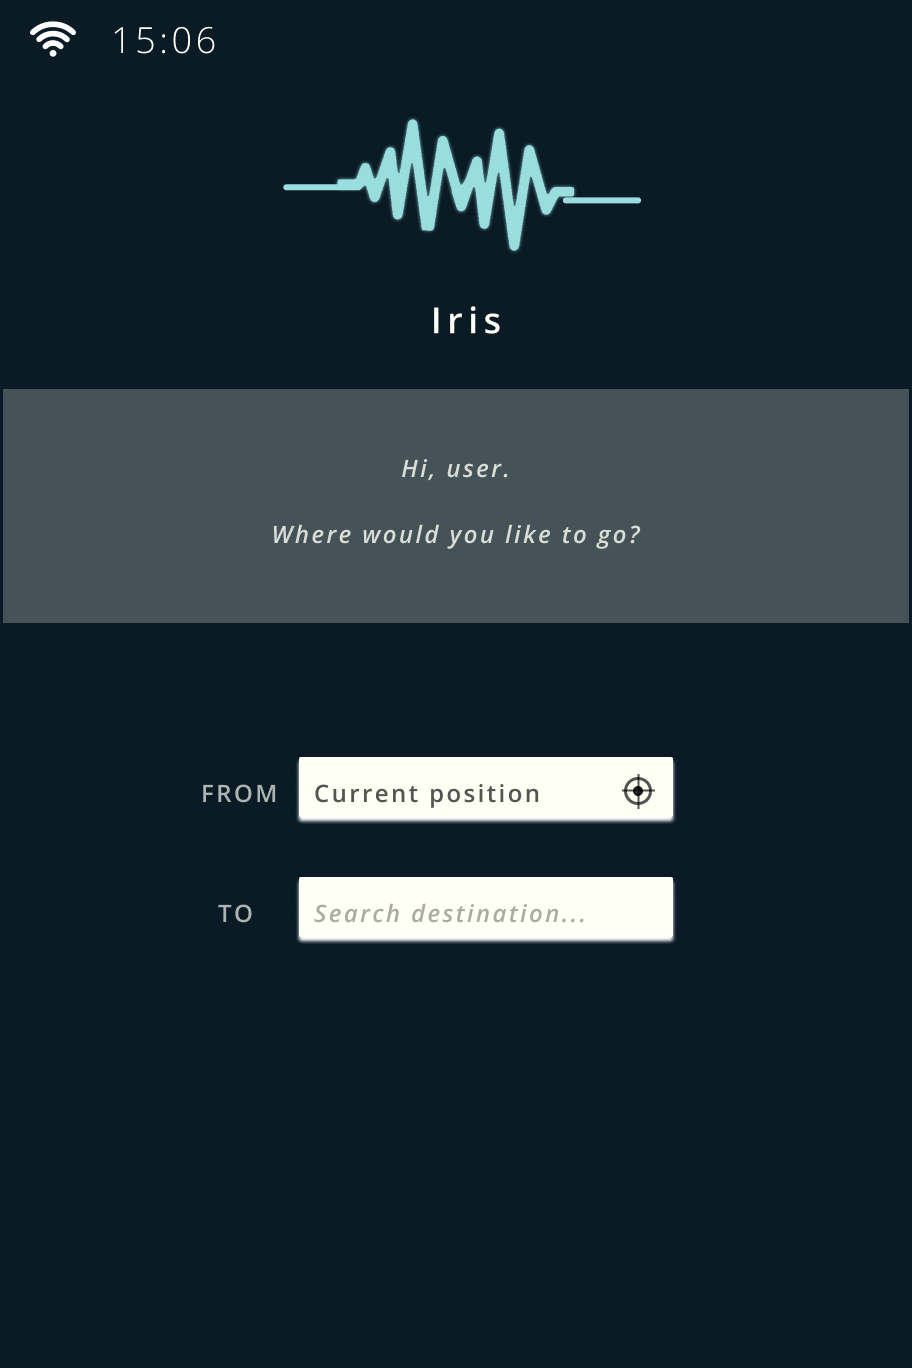 15:06
Iris
Hi, user.
Where would you like to go?
FROM Current position
TO Search destination...